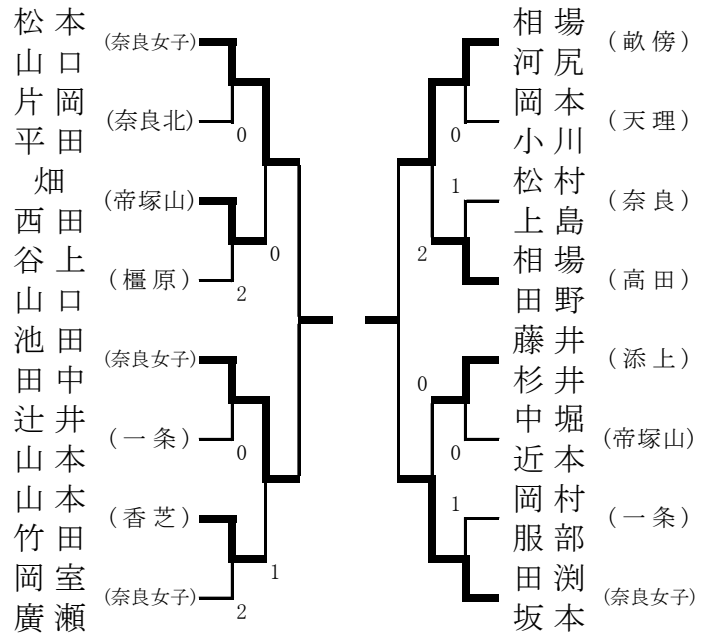 松本
(奈良女子)
山口
片岡
(奈良北)
0
平田
畑
(帝塚山)
西田
0
谷上
(橿原)
2
山口
池田
(奈良女子)
田中
辻井
(一条)
0
山本
山本
(香芝)
竹田
1
岡室
(奈良女子)
2
廣瀬
相場
(畝傍)
河尻
岡本
(天理)
0
小川
松村
1
(奈良)
上島
2
相場
(高田)
田野
藤井
(添上)
0
杉井
中堀
(帝塚山)
0
近本
岡村
1
(一条)
服部
田渕
(奈良女子)
坂本